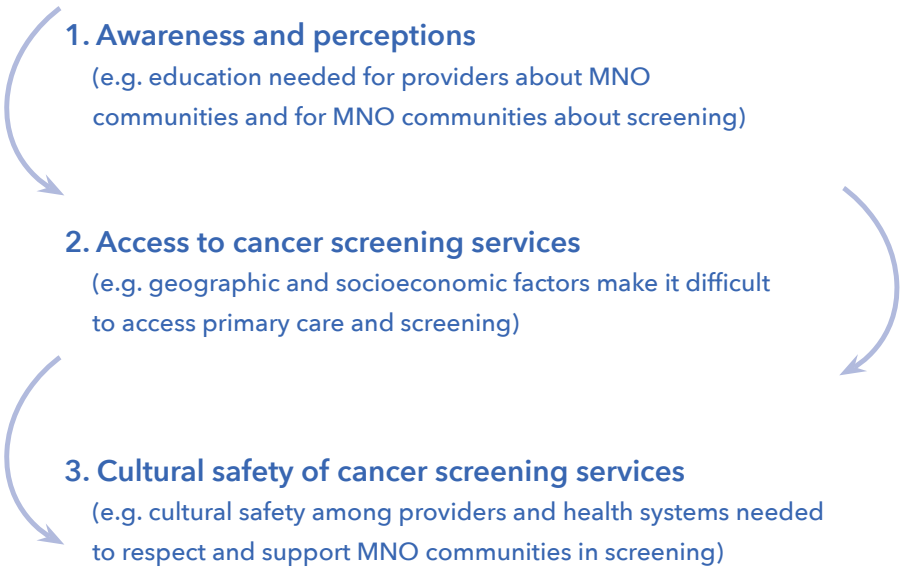 1. Awareness and perceptions
(e.g. education needed for providers about MNO
communities and for MNO communities about screening)
2. Access to cancer screening services
(e.g. geographic and socioeconomic factors make it difficult
to access primary care and screening)
3. Cultural safety of cancer screening services
(e.g. cultural safety among providers and health systems needed
to respect and support MNO communities in screening)